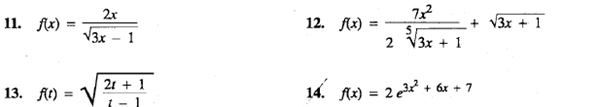 11. f(x) = 2x / √(3x − 1)
12. f(x) = 7x² / (2 ⁵√(3x + 1)) + √(3x + 1)
13. f(t) = √((2t + 1) / (t − 1))
14. f(x) = 2 e^(3x² + 6x + 7)